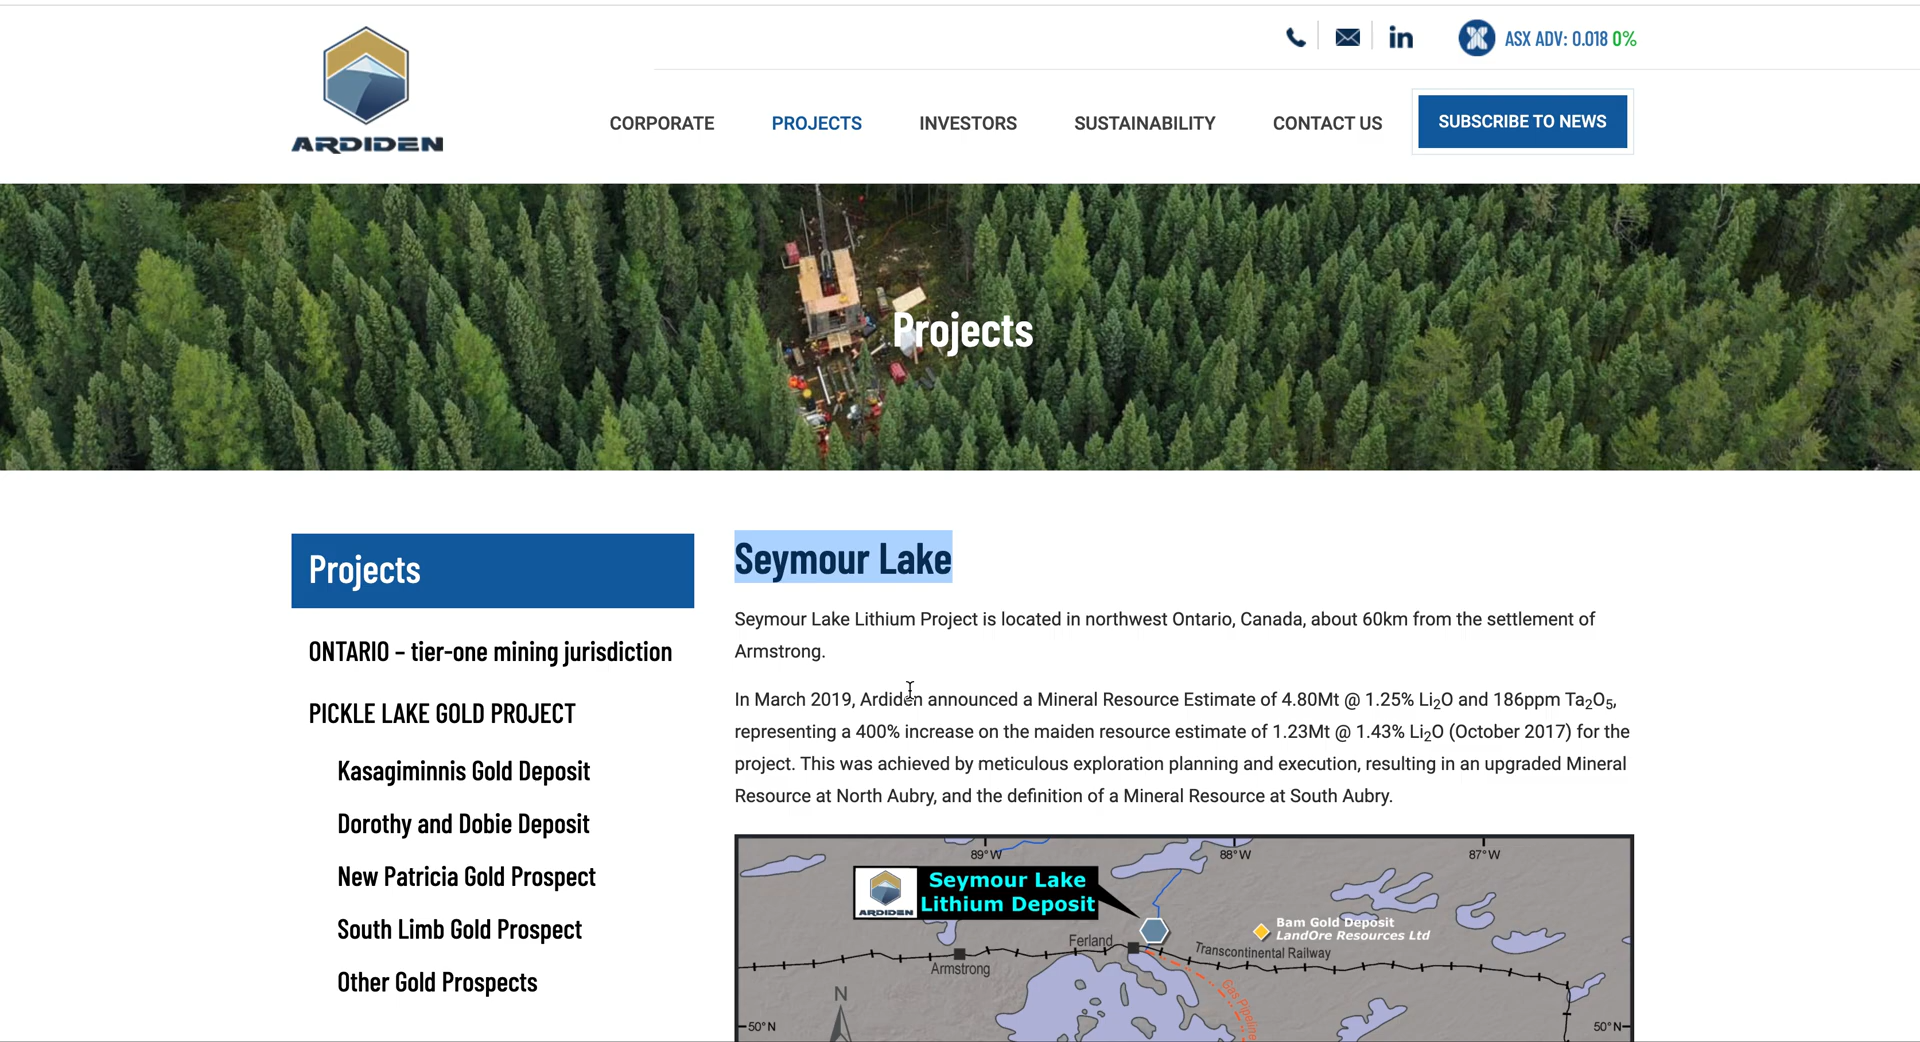 ASX ADV: 0.018 0%
ARDIDEN
CORPORATE PROJECTS INVESTORS SUSTAINABILITY CONTACT US SUBSCRIBE TO NEWS
Projects
Projects
ONTARIO – tier-one mining jurisdiction
PICKLE LAKE GOLD PROJECT
Kasagiminnis Gold Deposit
Dorothy and Dobie Deposit
New Patricia Gold Prospect
South Limb Gold Prospect
Other Gold Prospects
Seymour Lake
Seymour Lake Lithium Project is located in northwest Ontario, Canada, about 60km from the settlement of
Armstrong.
In March 2019, Ardiden announced a Mineral Resource Estimate of 4.80Mt @ 1.25% Li₂O and 186ppm Ta₂O₅,
representing a 400% increase on the maiden resource estimate of 1.23Mt @ 1.43% Li₂O (October 2017) for the
project. This was achieved by meticulous exploration planning and execution, resulting in an upgraded Mineral
Resource at North Aubry, and the definition of a Mineral Resource at South Aubry.
89°W 88°W 87°W
ARDIDEN
Seymour Lake
Lithium Deposit
Bam Gold Deposit
LandOre Resources Ltd
Ferland
Transcontinental Railway
Armstrong
Gas Pipeline
N
50°N 50°N